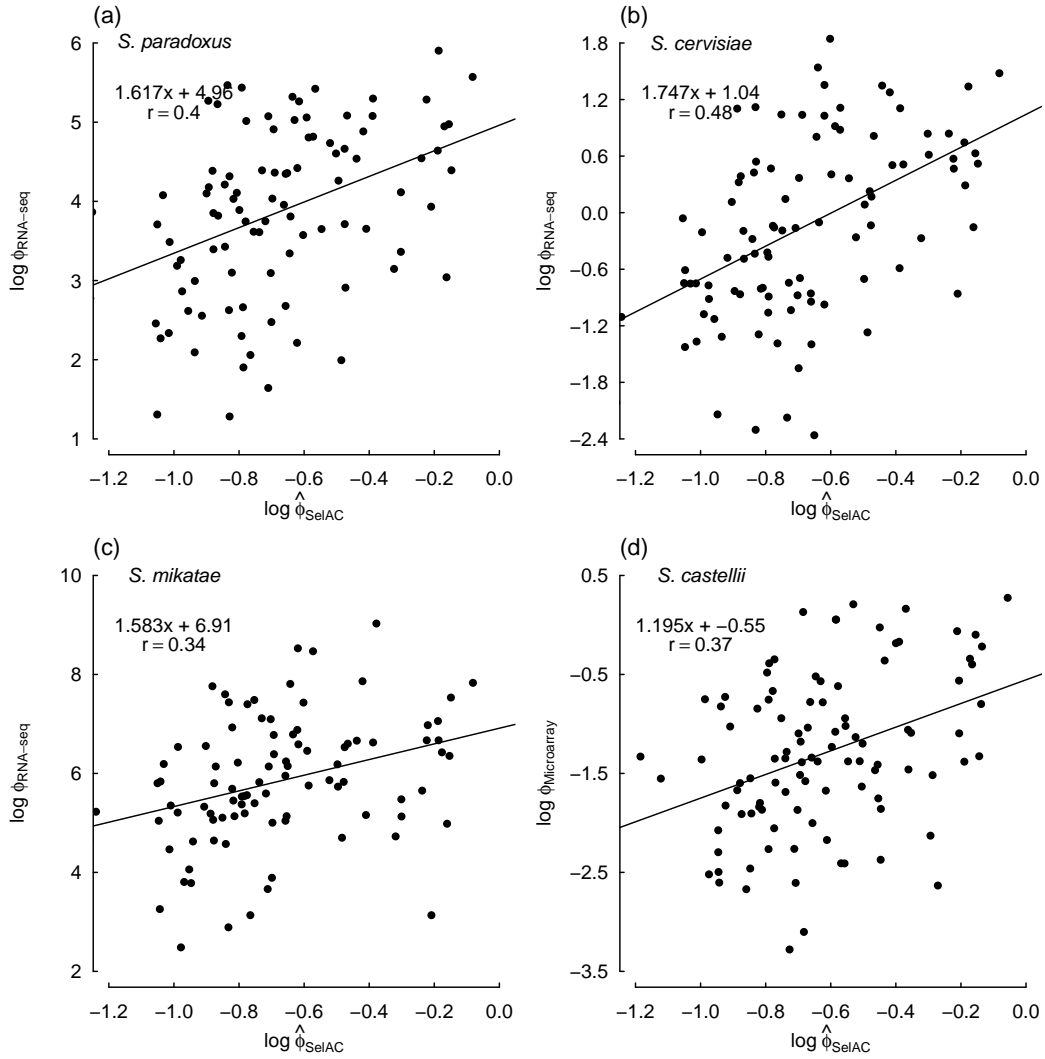 (a)
S. paradoxus
1.617x + 4.96
r = 0.4
log ϕRNA−seq
6
5
4
3
2
1
−1.2 −1.0 −0.8 −0.6 −0.4 −0.2 0.0
log ϕ̂SelAC
(b)
S. cervisiae
1.747x + 1.04
r = 0.48
log ϕRNA−seq
1.8
1.2
0.6
0.0
−0.6
−1.2
−1.8
−2.4
−1.2 −1.0 −0.8 −0.6 −0.4 −0.2 0.0
log ϕ̂SelAC
(c)
S. mikatae
1.583x + 6.91
r = 0.34
log ϕRNA−seq
10
8
6
4
2
−1.2 −1.0 −0.8 −0.6 −0.4 −0.2 0.0
log ϕ̂SelAC
(d)
S. castellii
1.195x + −0.55
r = 0.37
log ϕMicroarray
0.5
−0.5
−1.5
−2.5
−3.5
−1.2 −1.0 −0.8 −0.6 −0.4 −0.2 0.0
log ϕ̂SelAC